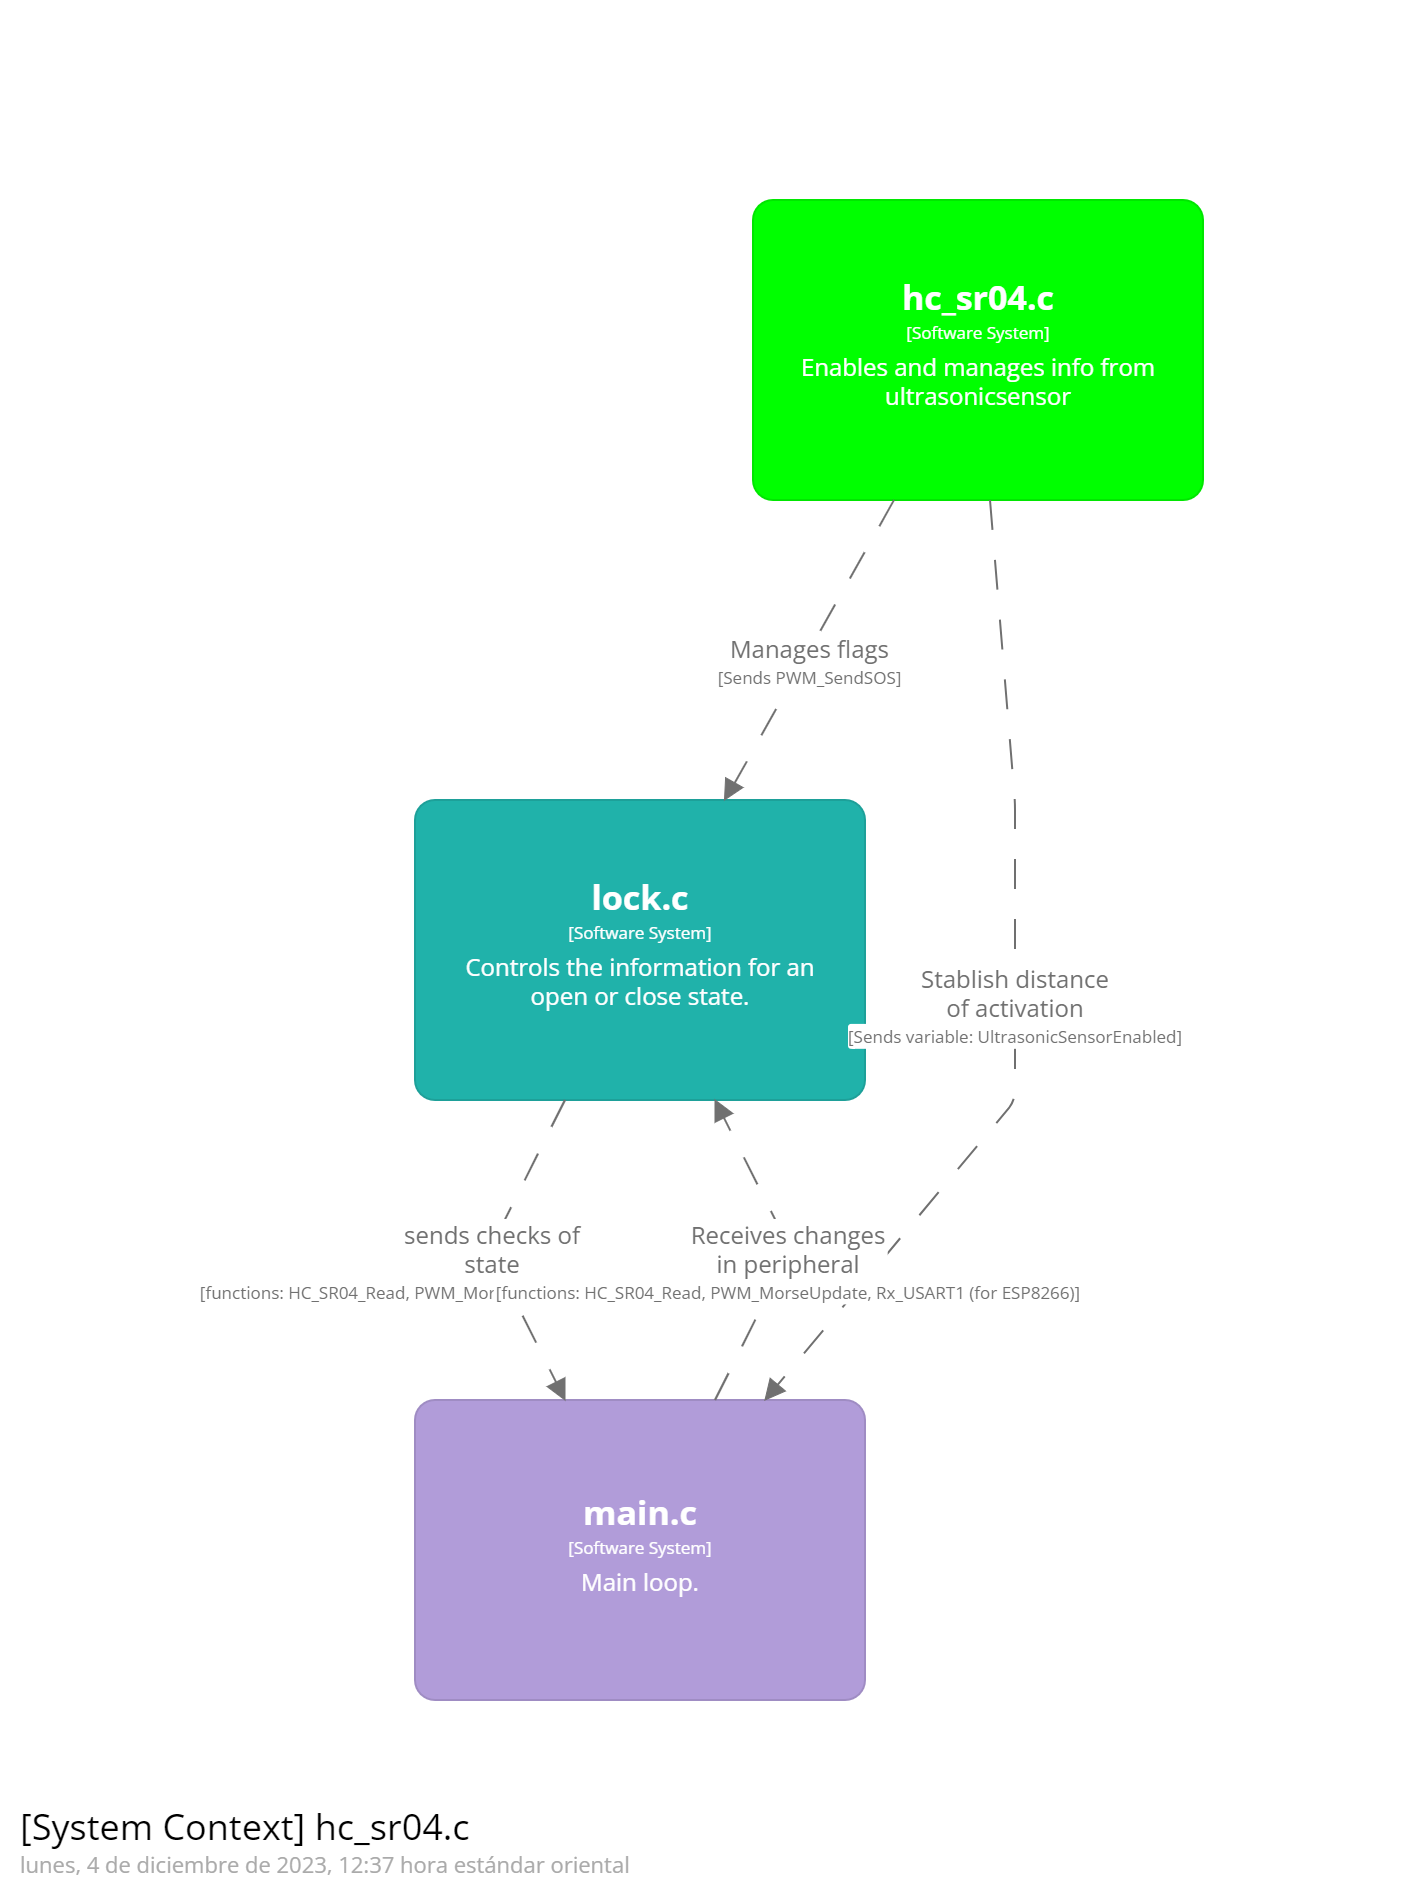 hc_sr04.c
[Software System]
Enables and manages info from
ultrasonicsensor
Manages flags
[Sends PWM_SendSOS]
lock.c
[Software System]
Controls the information for an
open or close state.
Stablish distance
of activation
[Sends variable: UltrasonicSensorEnabled]
sends checks of
state
[functions: HC_SR04_Read,
Receives changes
in peripheral
[functions: HC_SR04_Read, PWM_MorseUpdate, Rx_USART1 (for ESP8266)]
main.c
[Software System]
Main loop.
[System Context] hc_sr04.c
lunes, 4 de diciembre de 2023, 12:37 hora estándar oriental